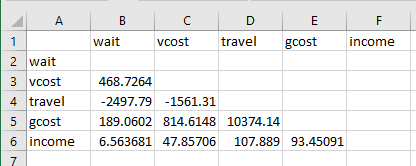 A B C D E F
1 wait vcost travel gcost income
2 wait
3 vcost 468.7264
4 travel -2497.79 -1561.31
5 gcost 189.0602 814.6148 10374.14
6 income 6.563681 47.85706 107.889 93.45091
7